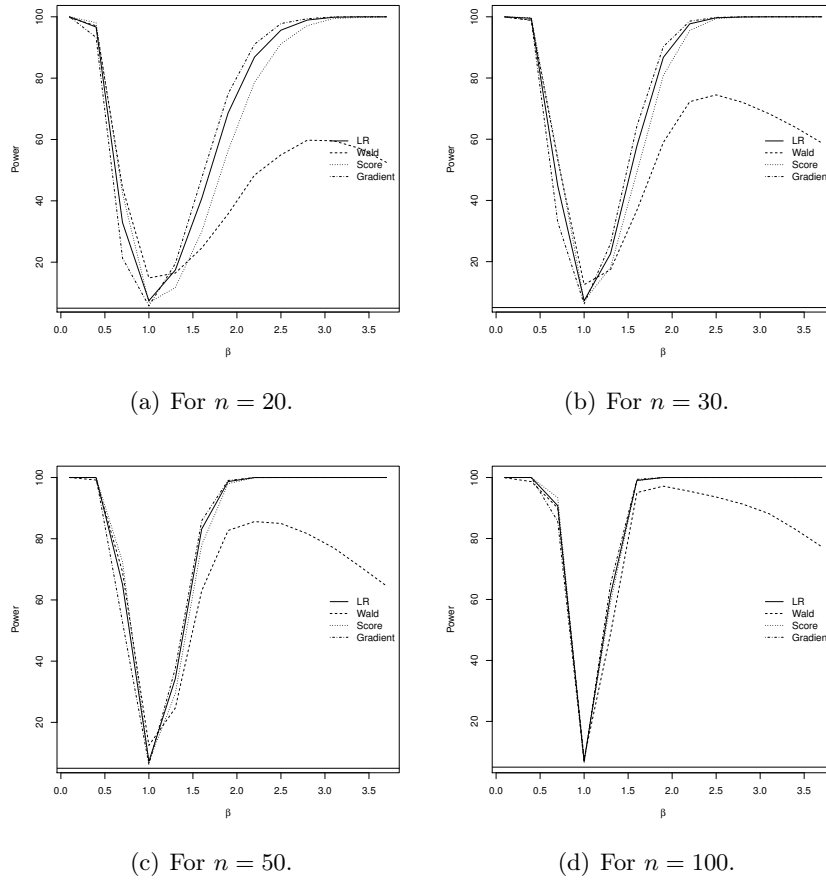 100
80
60
40
20
Power
LR
Wald
Score
Gradient
0.0 0.5 1.0 1.5 2.0 2.5 3.0 3.5
β
(a) For n = 20.
100
80
60
40
20
Power
LR
Wald
Score
Gradient
0.0 0.5 1.0 1.5 2.0 2.5 3.0 3.5
β
(b) For n = 30.
100
80
60
40
20
Power
LR
Wald
Score
Gradient
0.0 0.5 1.0 1.5 2.0 2.5 3.0 3.5
β
(c) For n = 50.
100
80
60
40
20
Power
LR
Wald
Score
Gradient
0.0 0.5 1.0 1.5 2.0 2.5 3.0 3.5
β
(d) For n = 100.